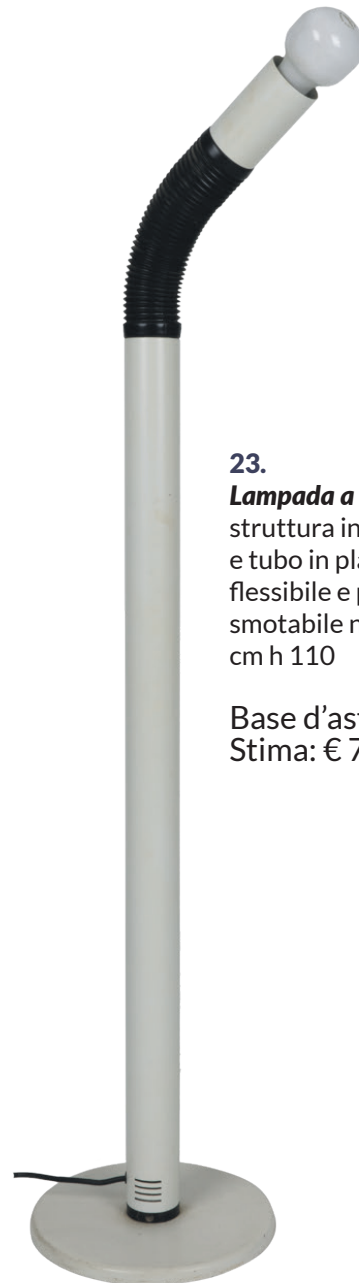 23.
Lampada a
struttura in
e tubo in pla
flessibile e p
smotabile n
cm h 110
Base d'ast
Stima: € 7